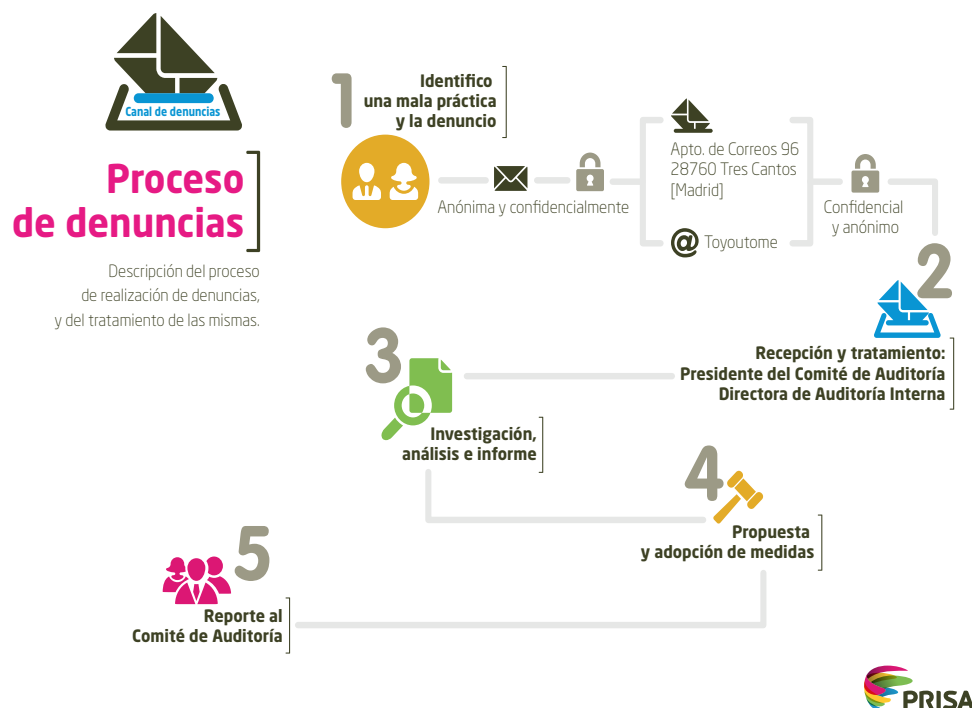 Canal de denuncias
Proceso
de denuncias
Descripción del proceso
de realización de denuncias,
y del tratamiento de las mismas.
1
Identifico
una mala práctica
y la denuncio
Anónima y confidencialmente
Apto. de Correos 96
28760 Tres Cantos
[Madrid]
@ Toyoutome
Confidencial
y anónimo
2
Recepción y tratamiento:
Presidente del Comité de Auditoría
Directora de Auditoría Interna
3
Investigación,
análisis e informe
4
Propuesta
y adopción de medidas
5
Reporte al
Comité de Auditoría
PRISA